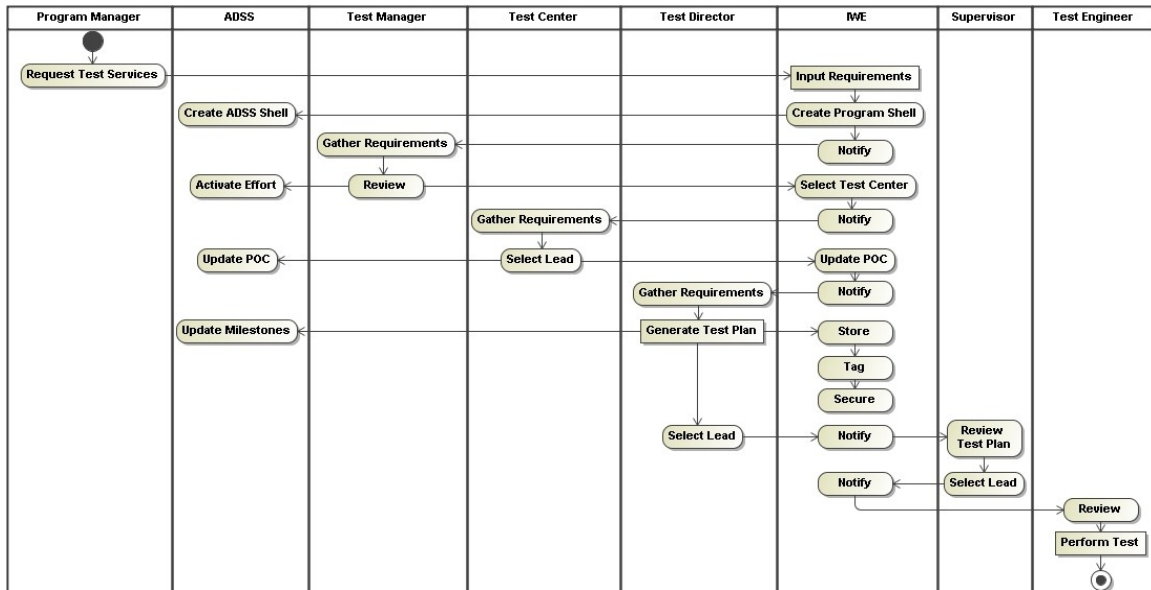 Program Manager
ADSS
Test Manager
Test Center
Test Director
IWE
Supervisor
Test Engineer
Request Test Services
Input Requirements
Create ADSS Shell
Create Program Shell
Gather Requirements
Notify
Activate Effort
Review
Select Test Center
Gather Requirements
Notify
Update POC
Select Lead
Update POC
Gather Requirements
Notify
Update Milestones
Generate Test Plan
Store
Tag
Secure
Select Lead
Notify
Review
Test Plan
Notify
Select Lead
Review
Perform Test